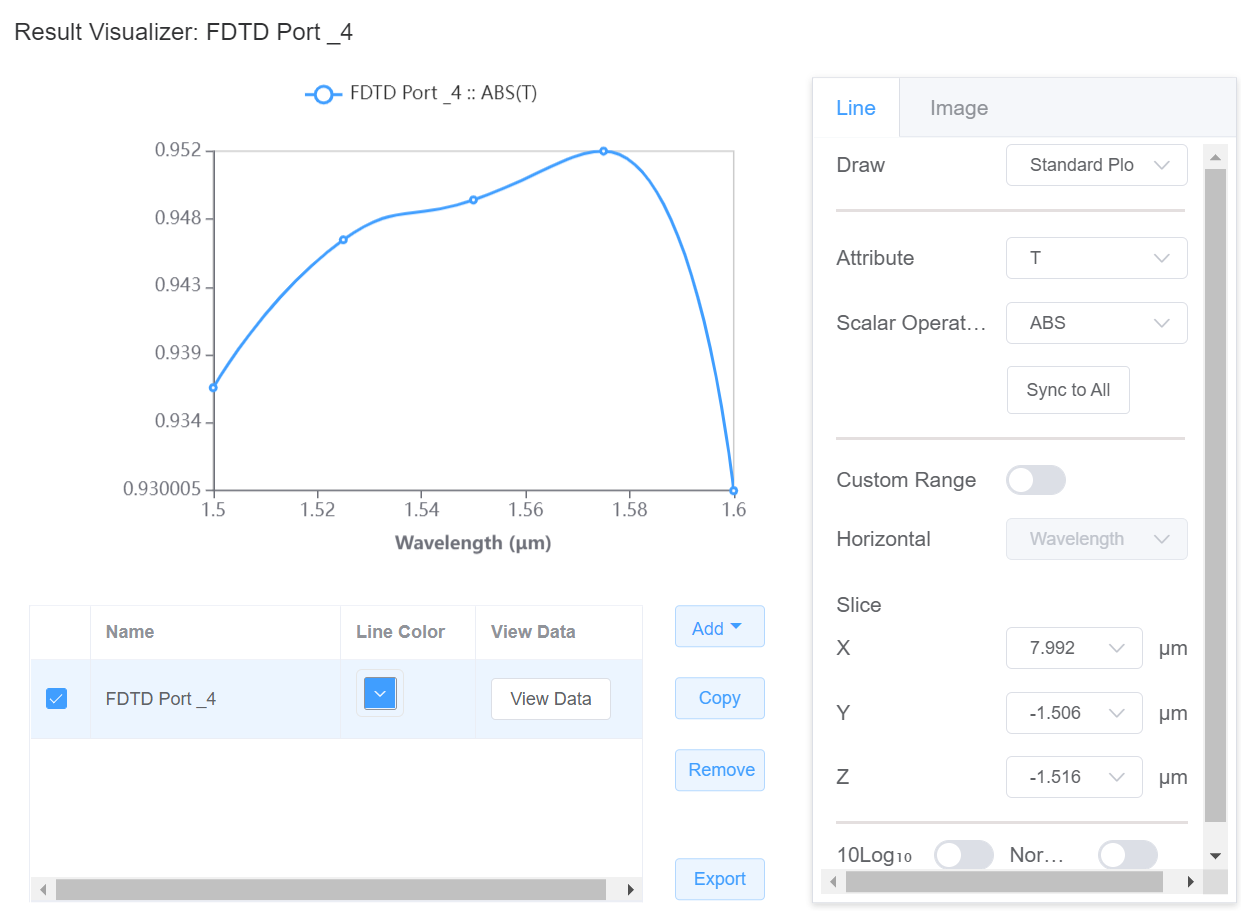 Result Visualizer: FDTD Port _4
FDTD Port _4 :: ABS(T)
0.952
0.948
0.943
0.939
0.934
0.930005
1.5 1.52 1.54 1.56 1.58 1.6
Wavelength (μm)
Name Line Color View Data
FDTD Port _4 View Data
Add
Copy
Remove
Export
Line Image
Draw Standard Plo
Attribute T
Scalar Operat... ABS
Sync to All
Custom Range
Horizontal Wavelength
Slice
X 7.992 μm
Y -1.506 μm
Z -1.516 μm
10Log₁₀ Nor...